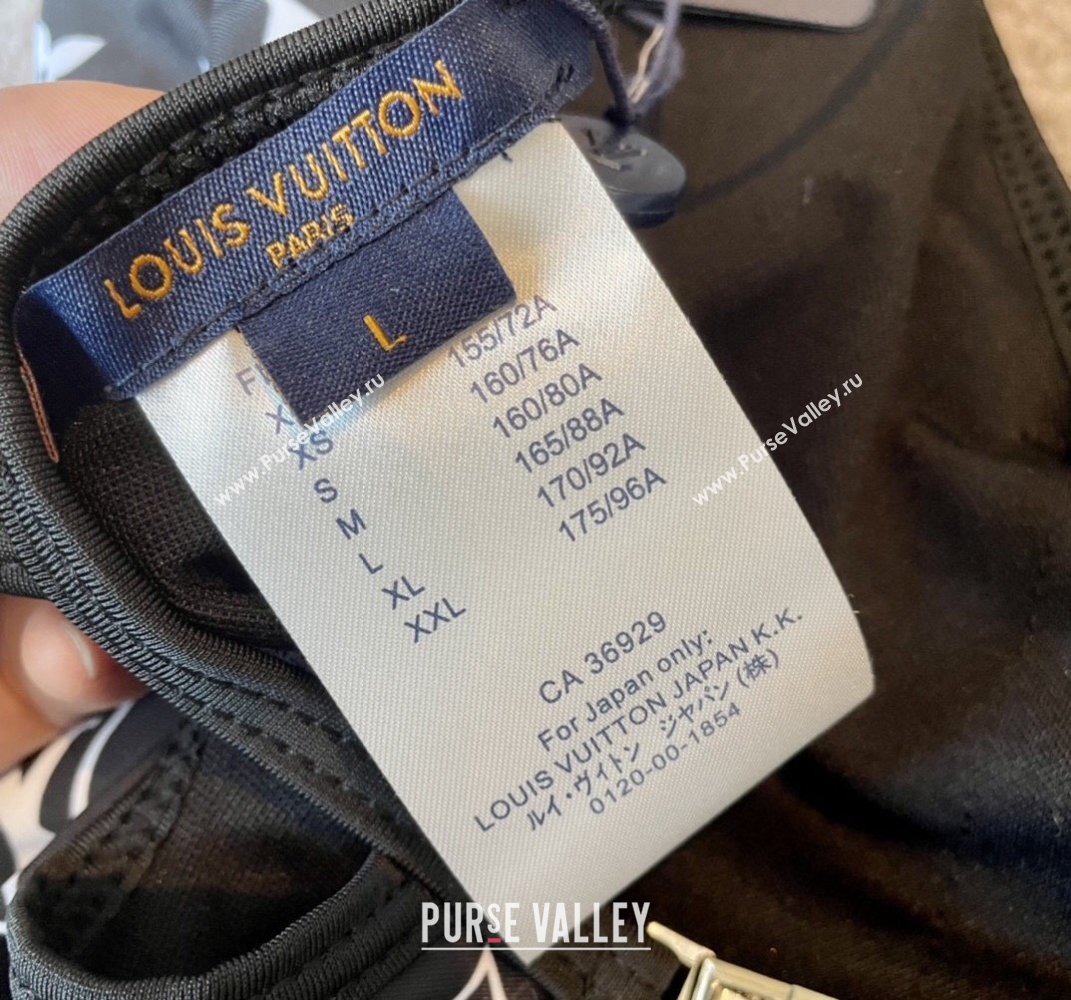 LOUIS VUITTON
PARIS
L
155/72A
XS 160/76A
S 160/80A
M 165/88A
L 170/92A
XL 175/96A
XXL
CA 36929
For Japan only:
LOUIS VUITTON JAPAN K.K.
ルイ・ヴィトン ジャパン (株)
0120-00-1854
www.PurseValley.ru
www.PurseValley.ru
PURSE VALLEY